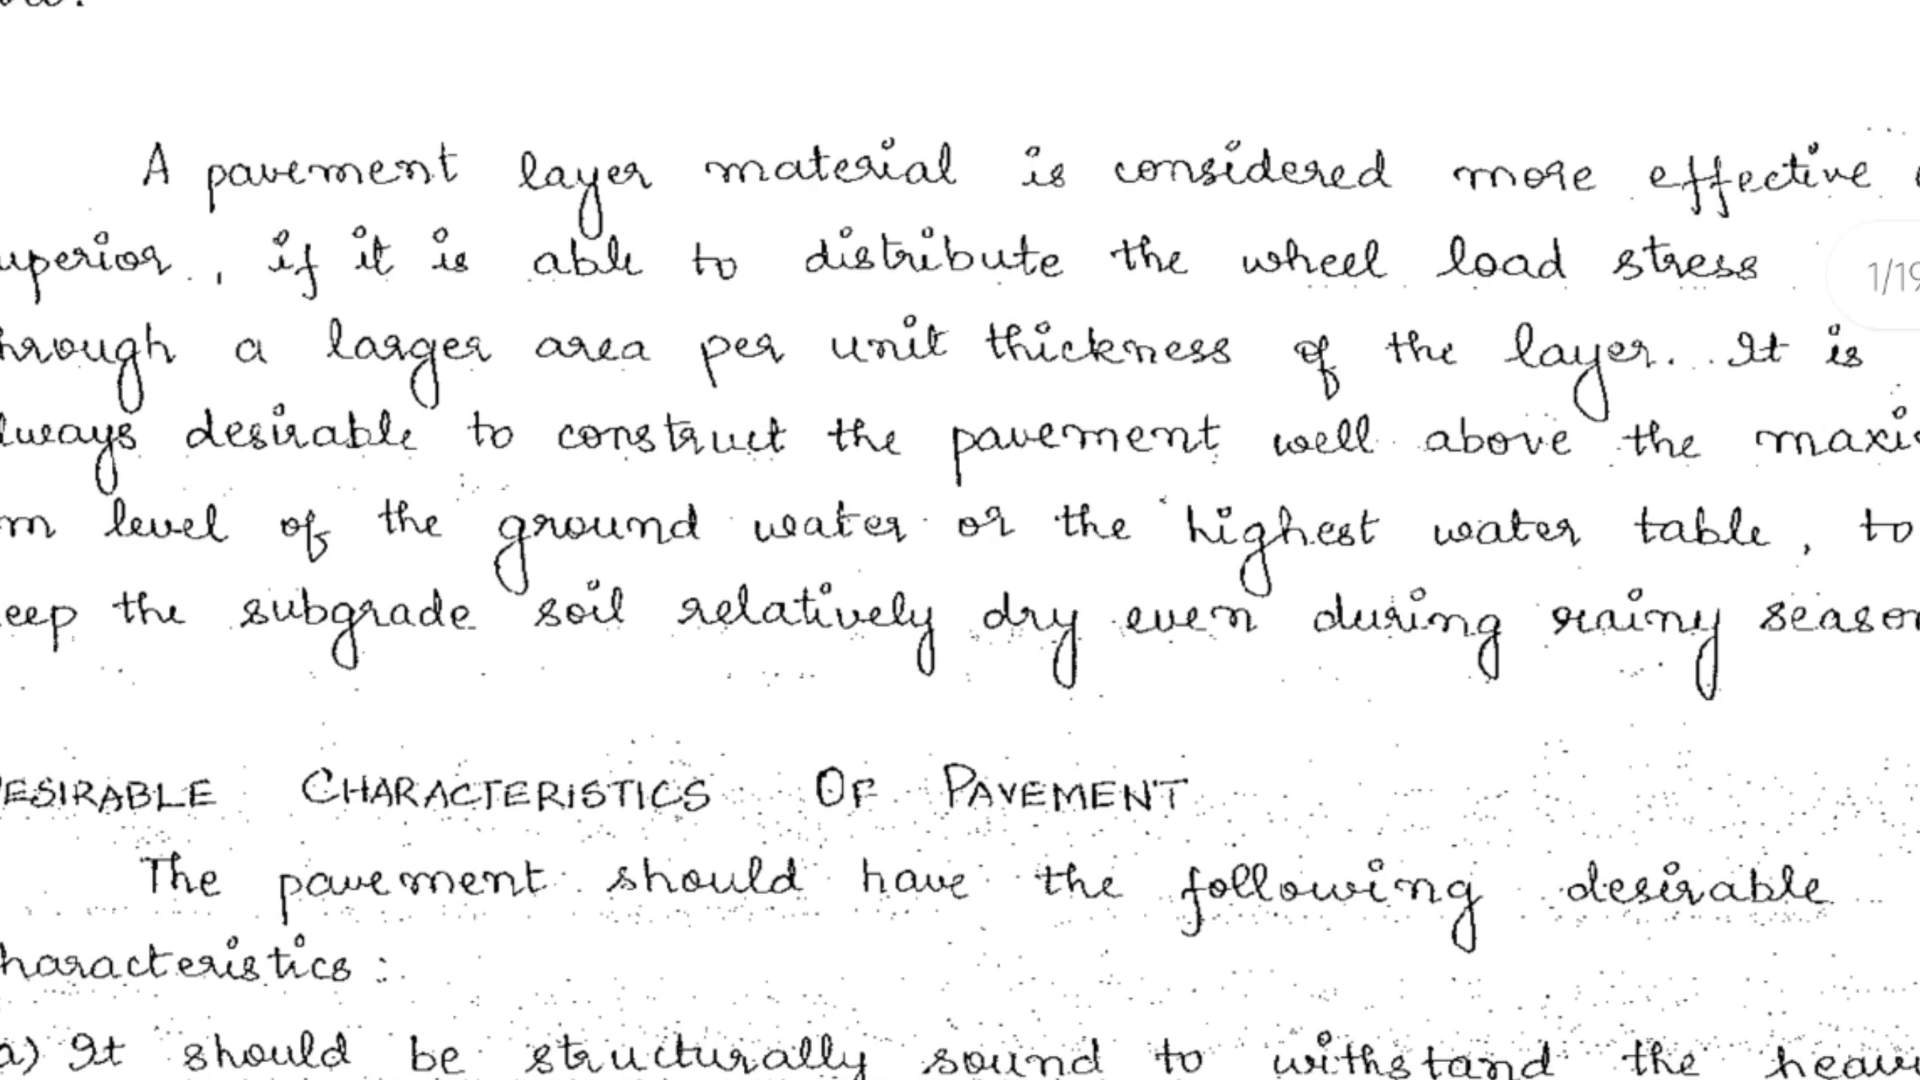 A pavement layer material is considered more effective
uperior, if it is able to distribute the wheel load stress
1/19
hrough a larger area per unit thickness of the layer. It is
lways desirable to construct the pavement well above the maxi
m level of the ground water or the highest water table, to
eep the subgrade soil relatively dry even during rainy season
ESIRABLE CHARACTERISTICS OF PAVEMENT
The pavement should have the following desirable
haracteristics :
a) It should be structurally sound to withstand the heav